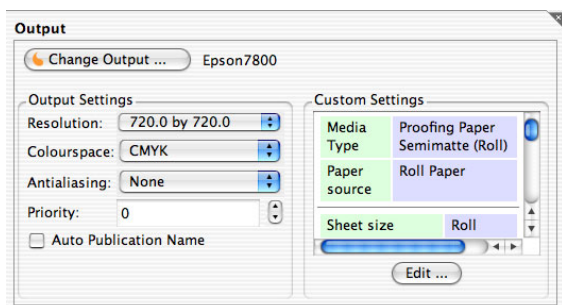 Output
Change Output ... Epson7800
Output Settings
Resolution: 720.0 by 720.0
Colourspace: CMYK
Antialiasing: None
Priority: 0
Auto Publication Name
Custom Settings
Media Type Proofing Paper Semimatte (Roll)
Paper source Roll Paper
Sheet size Roll
Edit ...